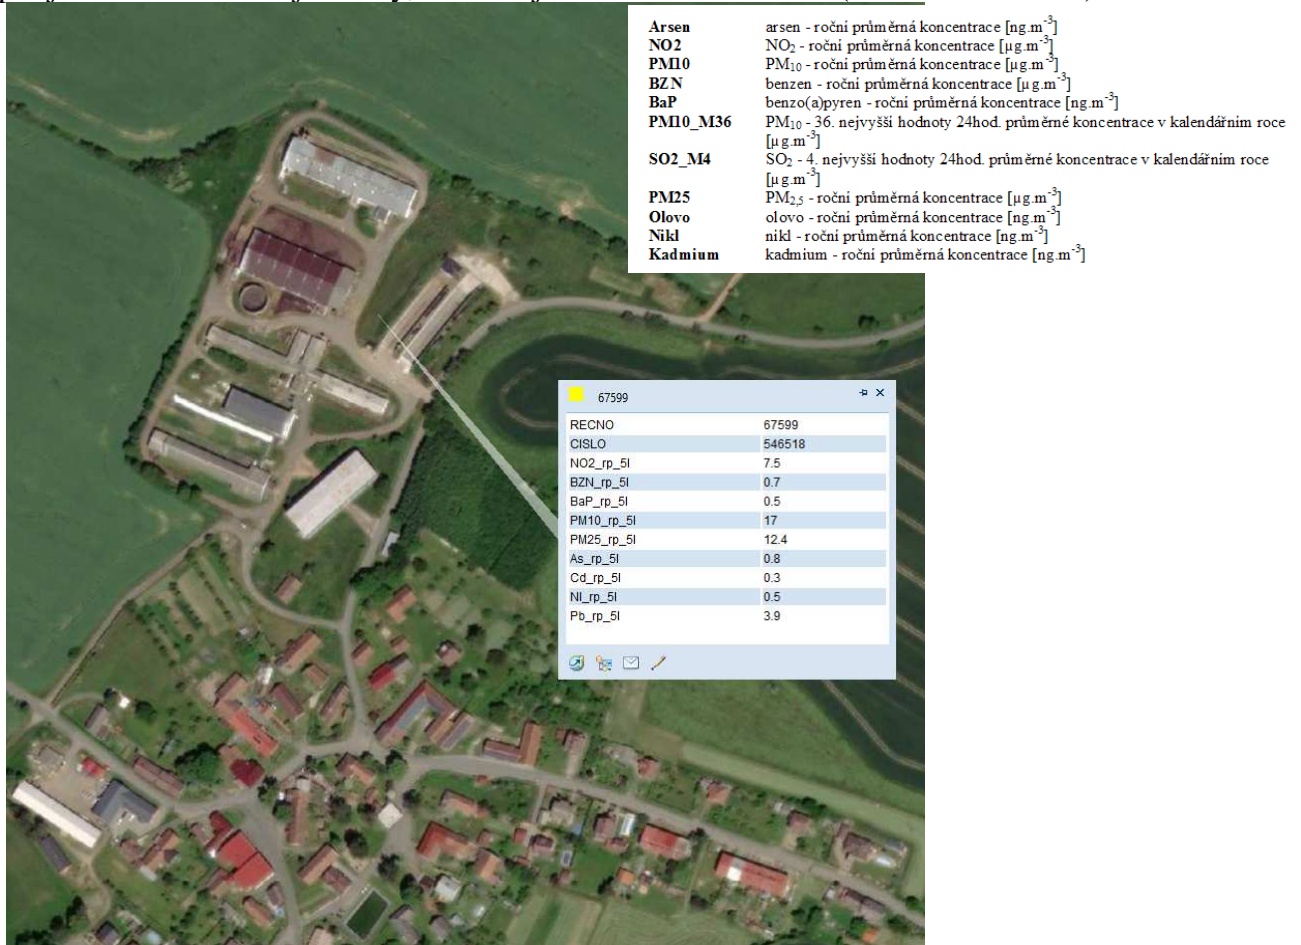 Arsen arsen - roční průměrná koncentrace [ng.m-3]
NO2 NO2 - roční průměrná koncentrace [µg.m-3]
PM10 PM10 - roční průměrná koncentrace [µg.m-3]
BZN benzen - roční průměrná koncentrace [µg.m-3]
BaP benzo(a)pyren - roční průměrná koncentrace [ng.m-3]
PM10_M36 PM10 - 36. nejvyšší hodnoty 24hod. průměrné koncentrace v kalendářním roce
[µg.m-3]
SO2_M4 SO2 - 4. nejvyšší hodnoty 24hod. průměrné koncentrace v kalendářním roce
[µg.m-3]
PM25 PM2,5 - roční průměrná koncentrace [µg.m-3]
Olovo olovo - roční průměrná koncentrace [ng.m-3]
Nikl nikl - roční průměrná koncentrace [ng.m-3]
Kadmium kadmium - roční průměrná koncentrace [ng.m-3]
67599
RECNO 67599
CISLO 546518
NO2_rp_5l 7.5
BZN_rp_5l 0.7
BaP_rp_5l 0.5
PM10_rp_5l 17
PM25_rp_5l 12.4
As_rp_5l 0.8
Cd_rp_5l 0.3
NI_rp_5l 0.5
Pb_rp_5l 3.9